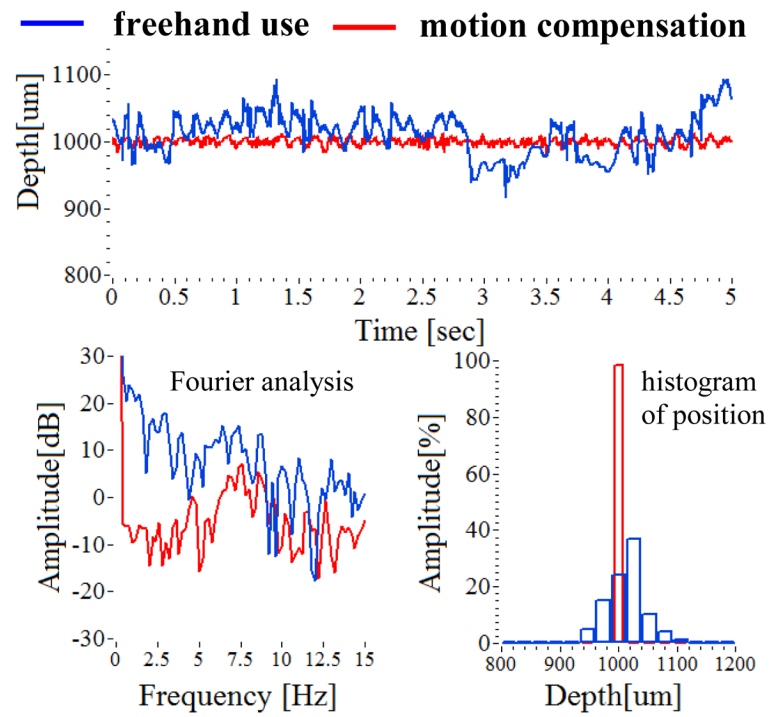 freehand use motion compensation
Depth[um]
1100
1000
900
800
0 0.5 1 1.5 2 2.5 3 3.5 4 4.5 5
Time [sec]
Fourier analysis
Amplitude[dB]
30
20
10
0
-10
-20
-30
0 2.5 5 7.5 10 12.5 15
Frequency [Hz]
histogram
of position
Amplitude[%]
100
80
60
40
20
0
800 900 1000 1100 1200
Depth[um]